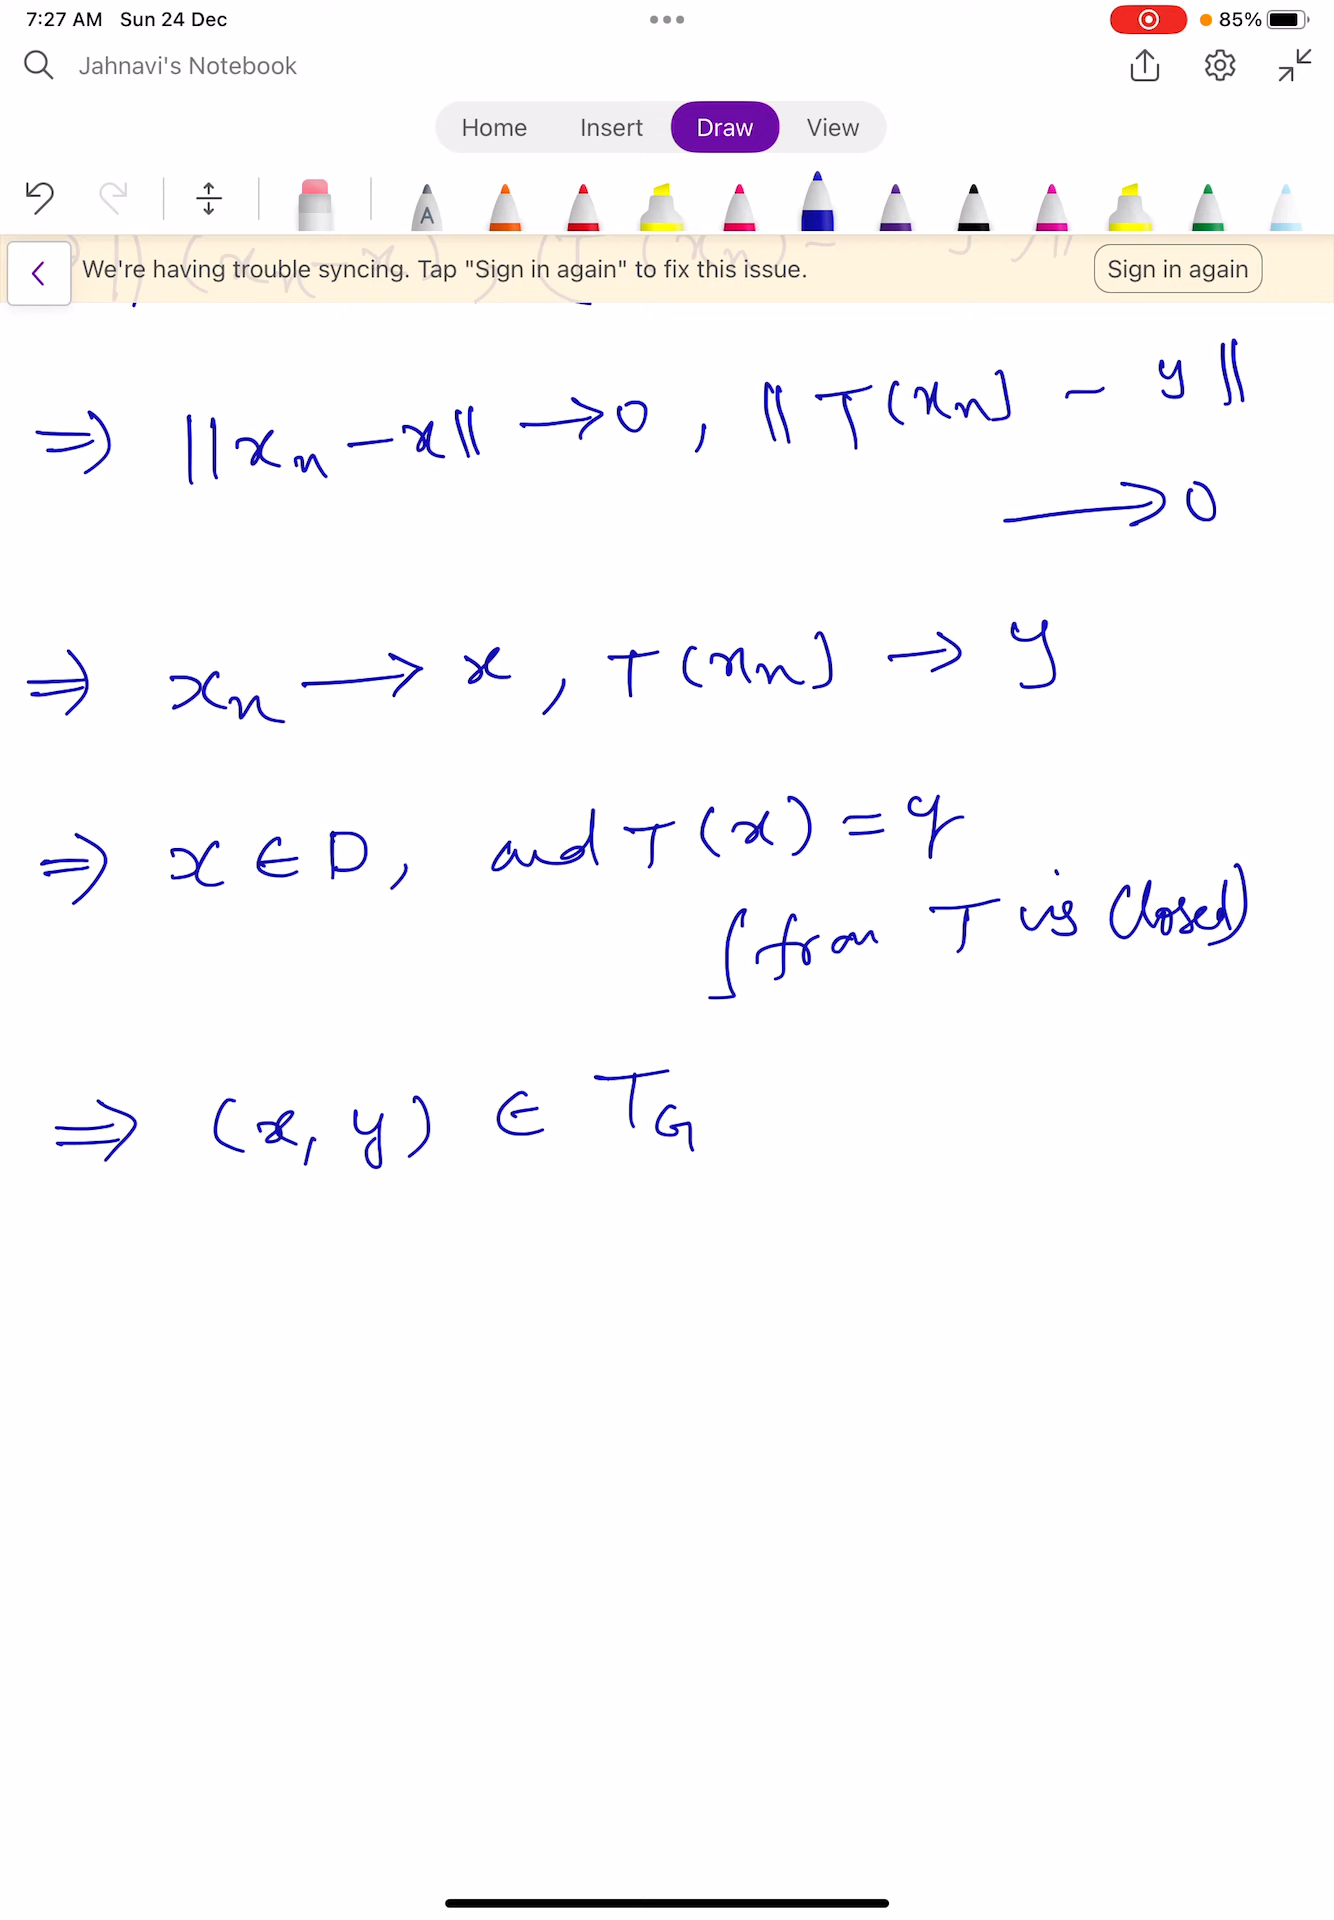 7:27 AM Sun 24 Dec
85%
Jahnavi's Notebook
Home Insert Draw View
A
We're having trouble syncing. Tap "Sign in again" to fix this issue. Sign in again
⇒ ||xₙ - x|| → 0, || T(xₙ) - y ||
→ 0
⇒ xₙ → x, T(xₙ) → y
⇒ x ∈ D, and T(x) = y
[from T is closed)
⇒ (x, y) ∈ T_G